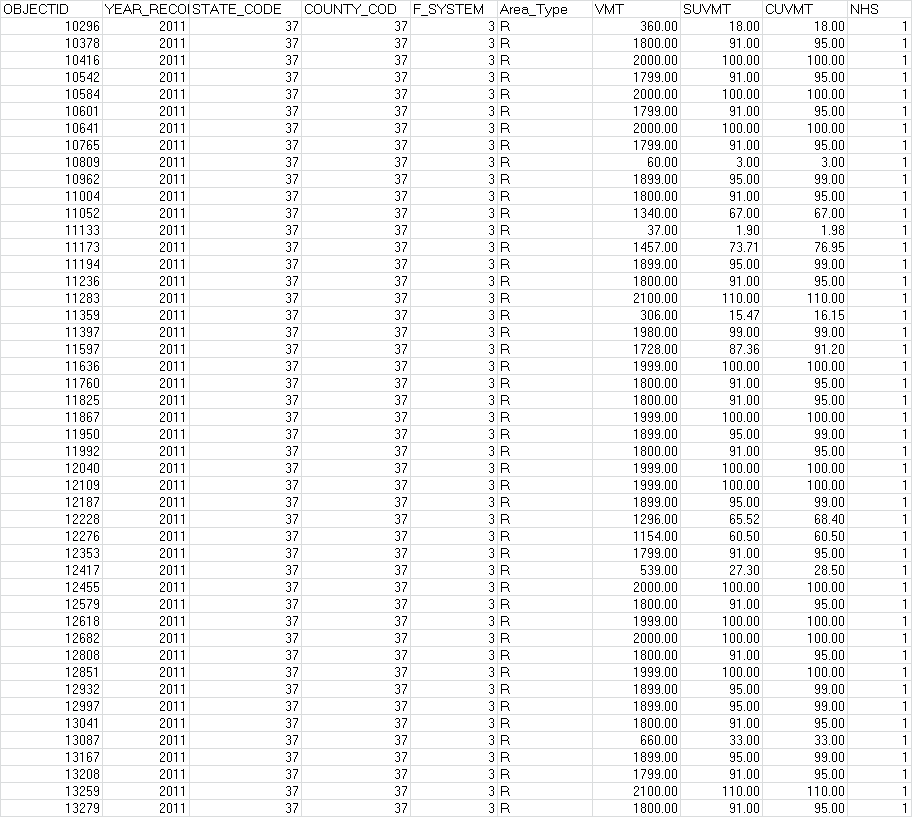 OBJECTID YEAR_RECOI STATE_CODE COUNTY_COD F_SYSTEM Area_Type VMT SUVMT CUVMT NHS
10296 2011 37 37 3 R 360.00 18.00 18.00 1
10378 2011 37 37 3 R 1800.00 91.00 95.00 1
10416 2011 37 37 3 R 2000.00 100.00 100.00 1
10542 2011 37 37 3 R 1799.00 91.00 95.00 1
10584 2011 37 37 3 R 2000.00 100.00 100.00 1
10601 2011 37 37 3 R 1799.00 91.00 95.00 1
10641 2011 37 37 3 R 2000.00 100.00 100.00 1
10765 2011 37 37 3 R 1799.00 91.00 95.00 1
10809 2011 37 37 3 R 60.00 3.00 3.00 1
10962 2011 37 37 3 R 1899.00 95.00 99.00 1
11004 2011 37 37 3 R 1800.00 91.00 95.00 1
11052 2011 37 37 3 R 1340.00 67.00 67.00 1
11133 2011 37 37 3 R 37.00 1.90 1.98 1
11173 2011 37 37 3 R 1457.00 73.71 76.95 1
11194 2011 37 37 3 R 1899.00 95.00 99.00 1
11236 2011 37 37 3 R 1800.00 91.00 95.00 1
11283 2011 37 37 3 R 2100.00 110.00 110.00 1
11359 2011 37 37 3 R 306.00 15.47 16.15 1
11397 2011 37 37 3 R 1980.00 99.00 99.00 1
11597 2011 37 37 3 R 1728.00 87.36 91.20 1
11636 2011 37 37 3 R 1999.00 100.00 100.00 1
11760 2011 37 37 3 R 1800.00 91.00 95.00 1
11825 2011 37 37 3 R 1800.00 91.00 95.00 1
11867 2011 37 37 3 R 1999.00 100.00 100.00 1
11950 2011 37 37 3 R 1899.00 95.00 99.00 1
11992 2011 37 37 3 R 1800.00 91.00 95.00 1
12040 2011 37 37 3 R 1999.00 100.00 100.00 1
12109 2011 37 37 3 R 1999.00 100.00 100.00 1
12187 2011 37 37 3 R 1899.00 95.00 99.00 1
12228 2011 37 37 3 R 1296.00 65.52 68.40 1
12276 2011 37 37 3 R 1154.00 60.50 60.50 1
12353 2011 37 37 3 R 1799.00 91.00 95.00 1
12417 2011 37 37 3 R 539.00 27.30 28.50 1
12455 2011 37 37 3 R 2000.00 100.00 100.00 1
12579 2011 37 37 3 R 1800.00 91.00 95.00 1
12618 2011 37 37 3 R 1999.00 100.00 100.00 1
12682 2011 37 37 3 R 2000.00 100.00 100.00 1
12808 2011 37 37 3 R 1800.00 91.00 95.00 1
12851 2011 37 37 3 R 1999.00 100.00 100.00 1
12932 2011 37 37 3 R 1899.00 95.00 99.00 1
12997 2011 37 37 3 R 1899.00 95.00 99.00 1
13041 2011 37 37 3 R 1800.00 91.00 95.00 1
13087 2011 37 37 3 R 660.00 33.00 33.00 1
13167 2011 37 37 3 R 1899.00 95.00 99.00 1
13208 2011 37 37 3 R 1799.00 91.00 95.00 1
13259 2011 37 37 3 R 2100.00 110.00 110.00 1
13279 2011 37 37 3 R 1800.00 91.00 95.00 1